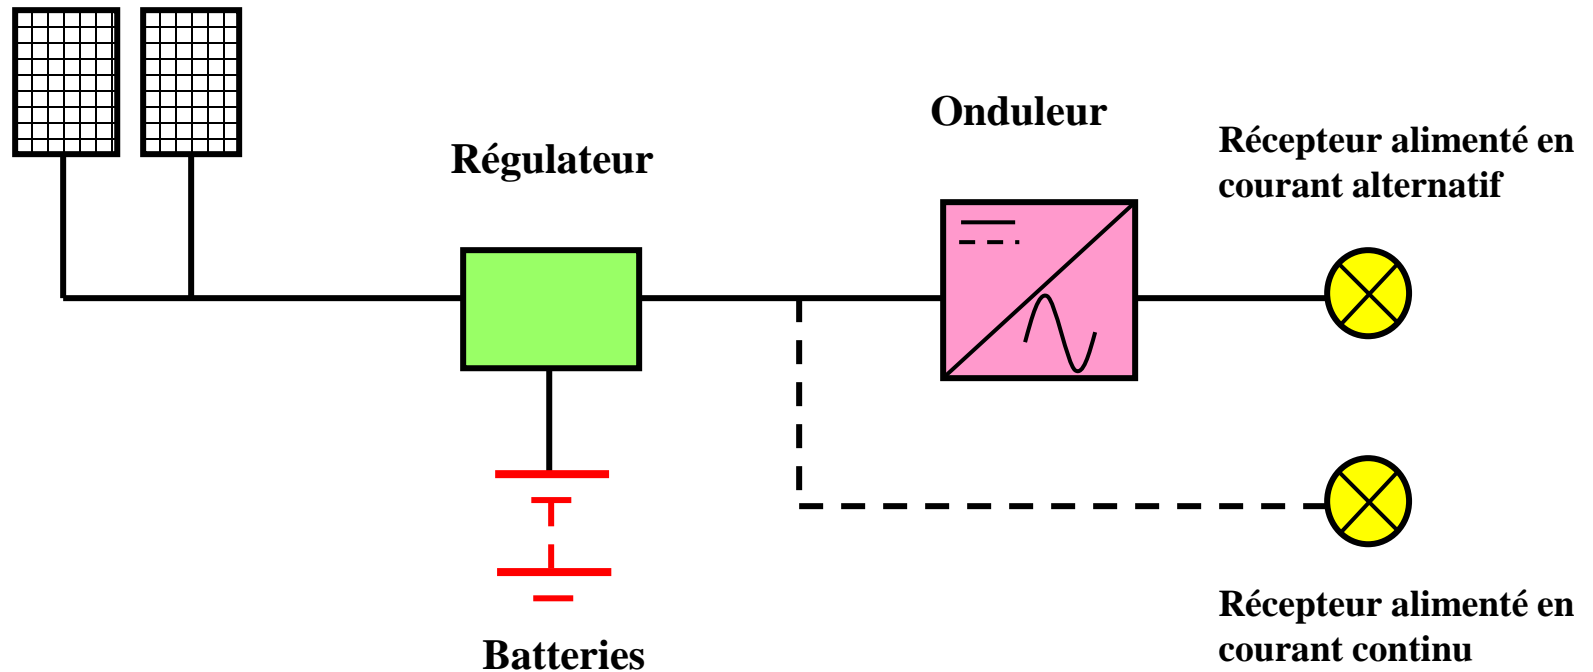 Onduleur
Régulateur
Récepteur alimenté en
courant alternatif
Récepteur alimenté en
courant continu
Batteries